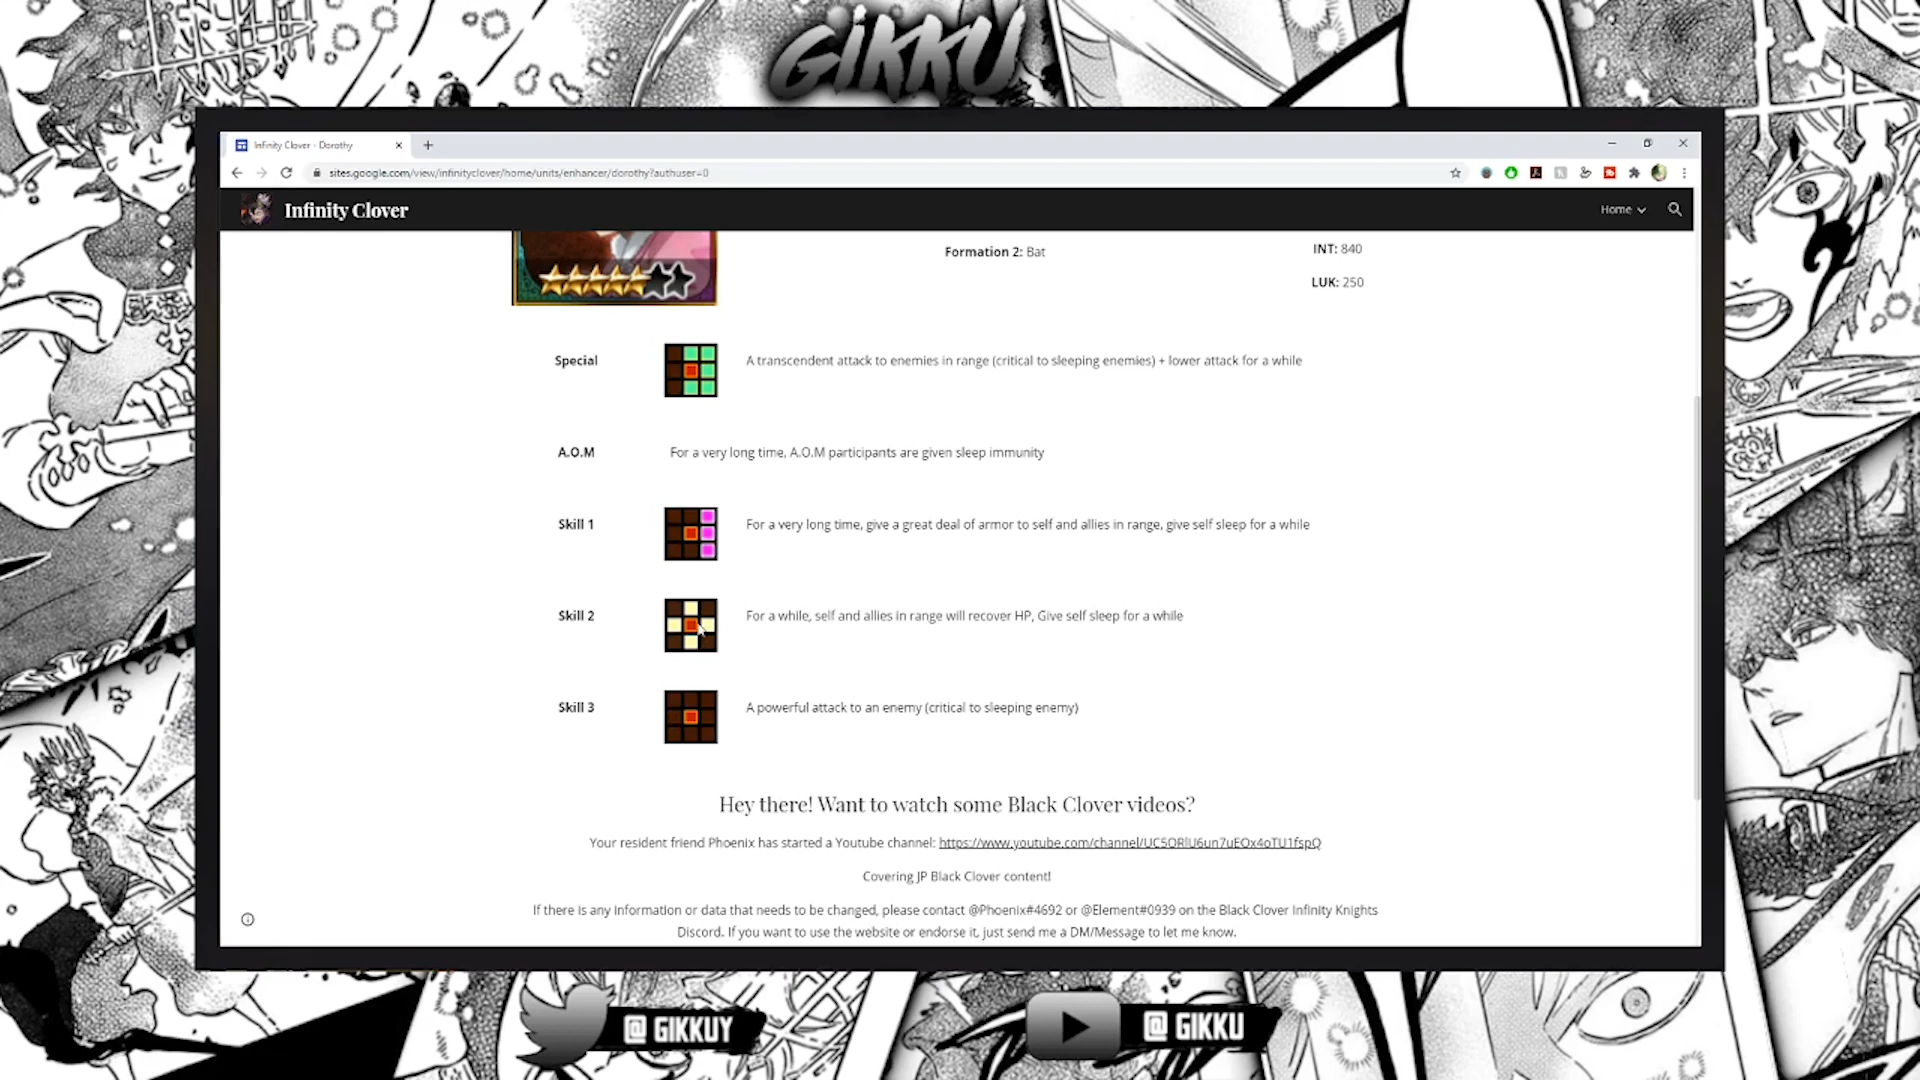 GIKKU
Infinity Clover - Dorothy
sites.google.com/view/infinityclover/home/units/enhancer/dorothy?authuser=0
Infinity Clover
Home
Formation 2: Bat
INT: 840
LUK: 250
Special
A transcendent attack to enemies in range (critical to sleeping enemies) + lower attack for a while
A.O.M
For a very long time, A.O.M participants are given sleep immunity
Skill 1
For a very long time, give a great deal of armor to self and allies in range, give self sleep for a while
Skill 2
For a while, self and allies in range will recover HP, Give self sleep for a while
Skill 3
A powerful attack to an enemy (critical to sleeping enemy)
Hey there! Want to watch some Black Clover videos?
Your resident friend Phoenix has started a Youtube channel: https://www.youtube.com/channel/UC5ORlU6un7uEOx4oTU1fspQ
Covering JP Black Clover content!
If there is any information or data that needs to be changed, please contact @Phoenix#4692 or @Element#0939 on the Black Clover Infinity Knights
Discord. If you want to use the website or endorse it, just send me a DM/Message to let me know.
@ GIKKUY
@ GIKKU